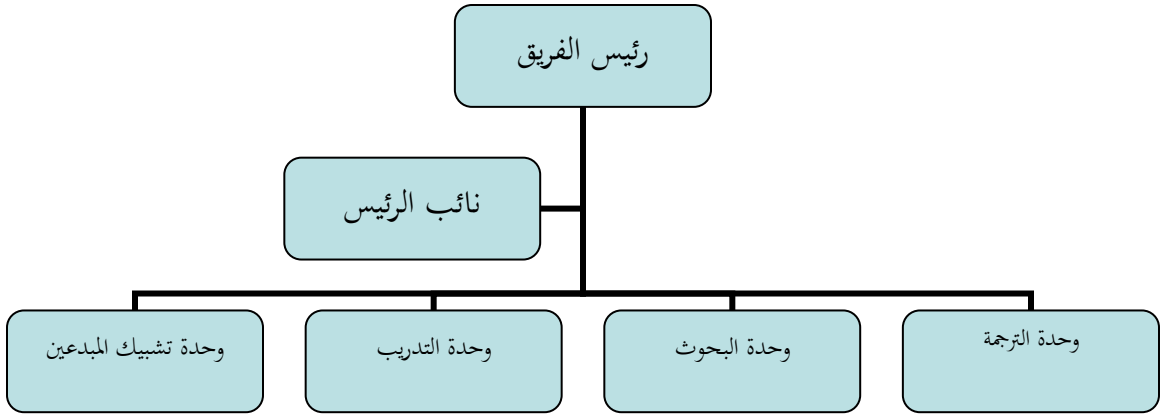 رئيس الفريق
نائب الرئيس
وحدة الترجمة
وحدة البحوث
وحدة التدريب
وحدة تشبيك المبدعين